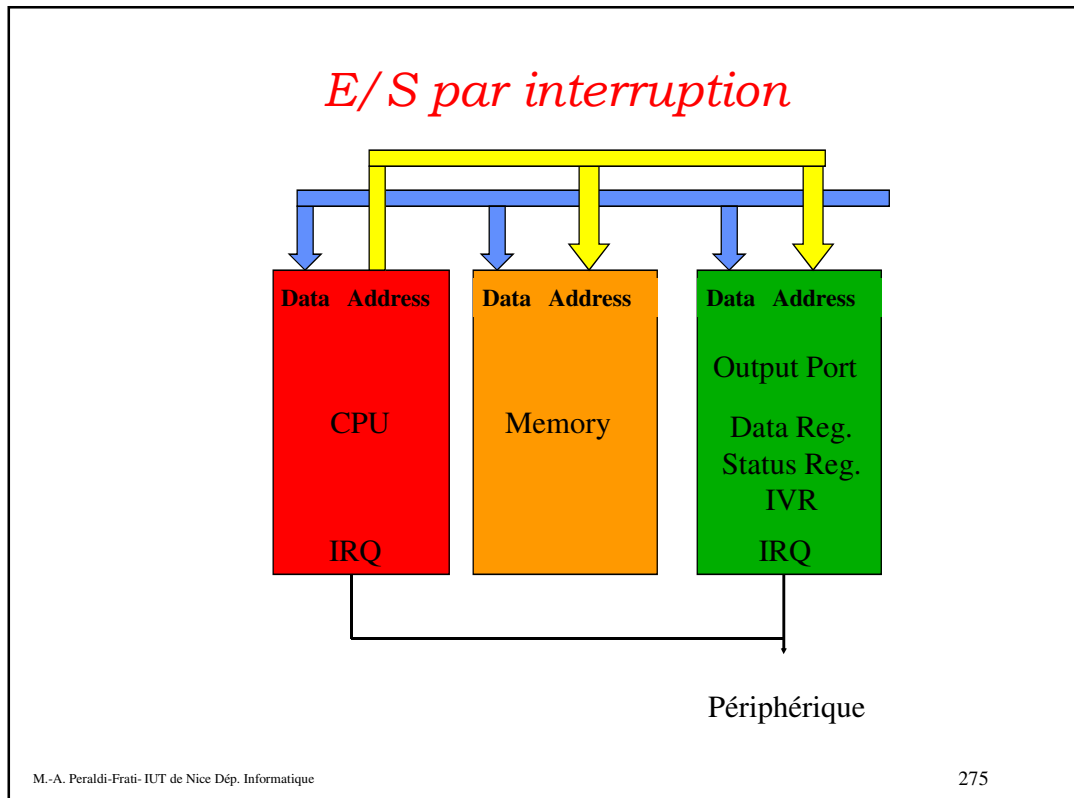 E/S par interruption
Data Address
Data Address
Data Address
CPU
Memory
Output Port
Data Reg.
Status Reg.
IVR
IRQ
IRQ
Périphérique
M.-A. Peraldi-Frati- IUT de Nice Dép. Informatique
275